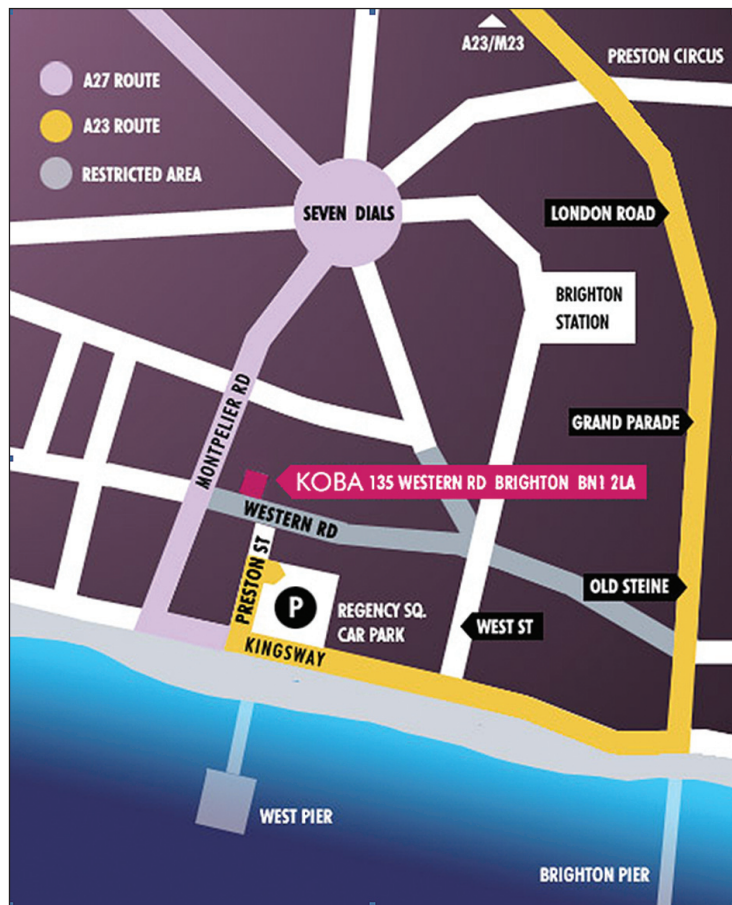 A23/M23
PRESTON CIRCUS
A27 ROUTE
A23 ROUTE
RESTRICTED AREA
SEVEN DIALS
LONDON ROAD
BRIGHTON
STATION
MONTPELIER RD
GRAND PARADE
KOBA 135 WESTERN RD BRIGHTON BN1 2LA
WESTERN RD
PRESTON ST
P
REGENCY SQ.
CAR PARK
OLD STEINE
WEST ST
KINGSWAY
WEST PIER
BRIGHTON PIER